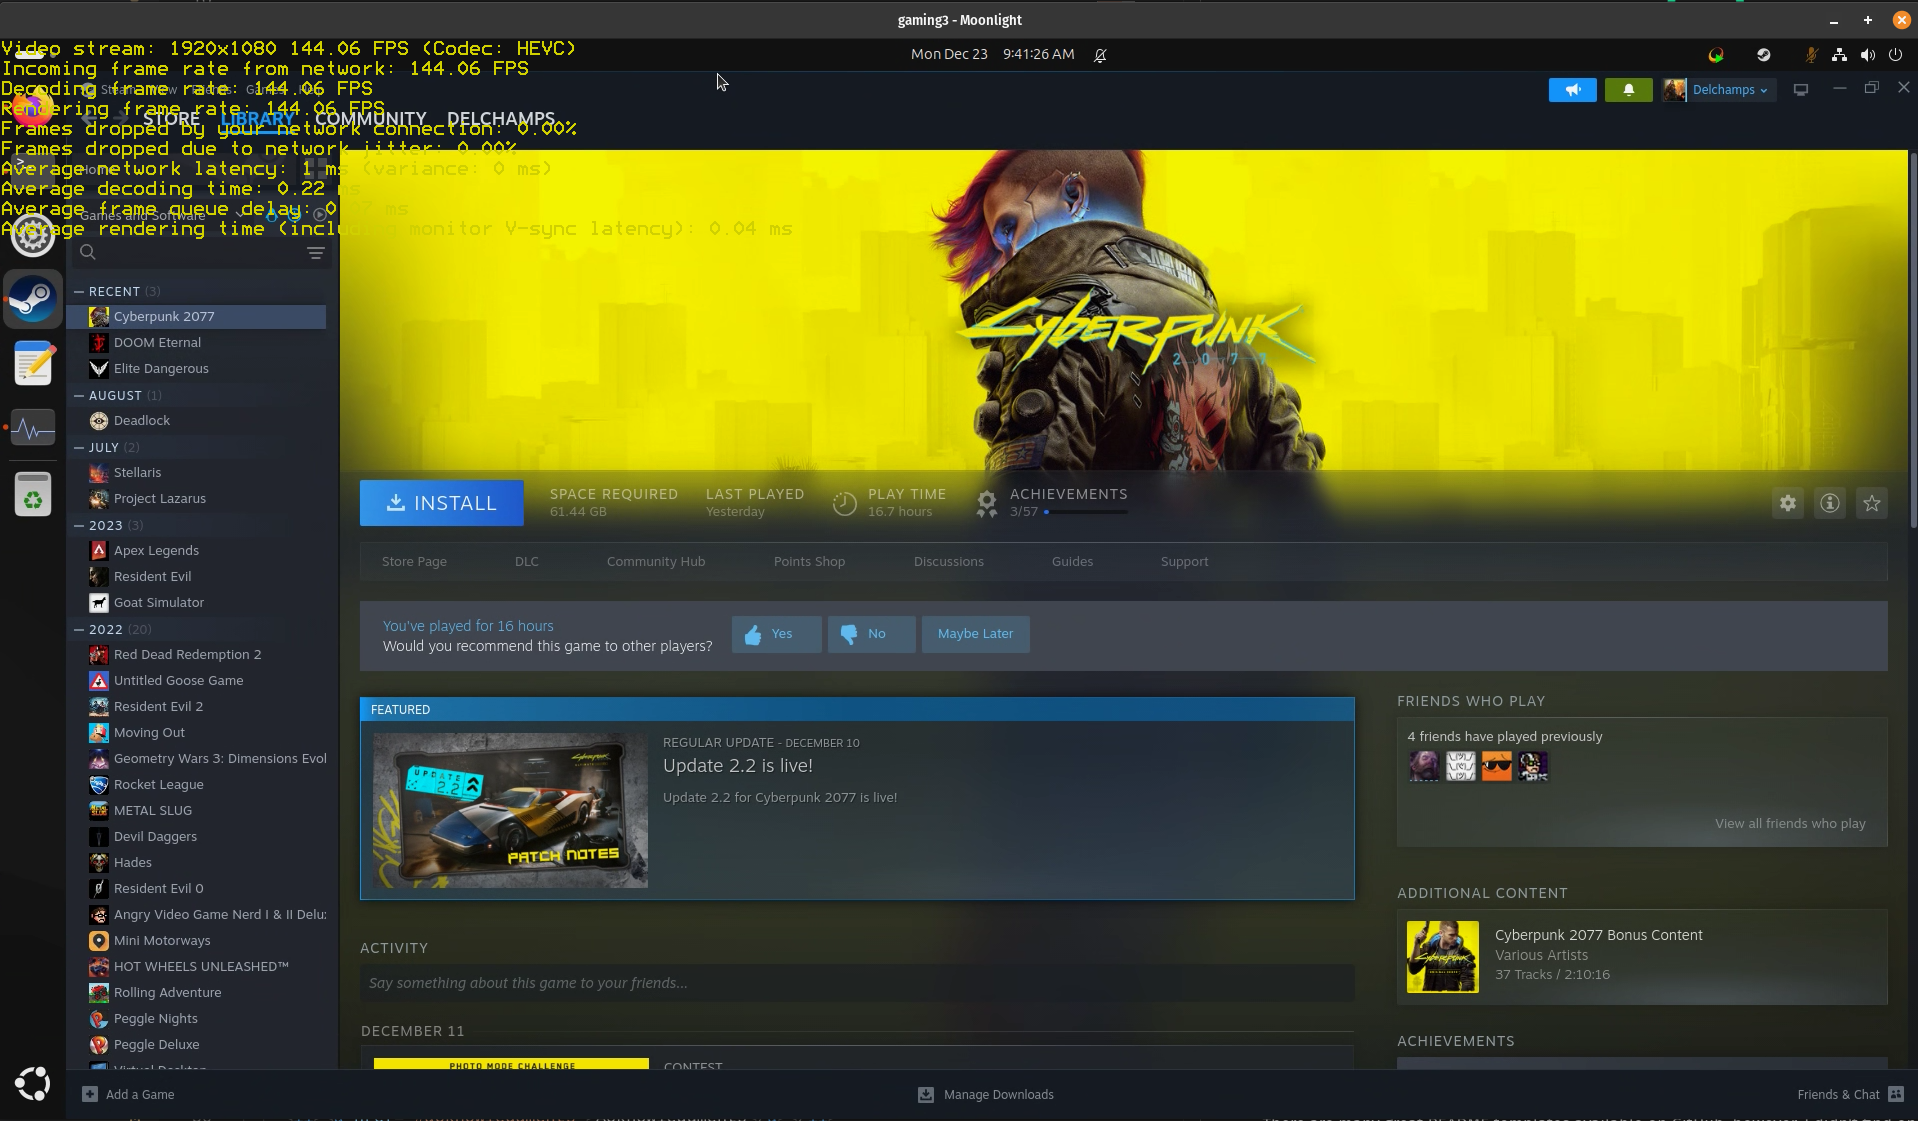 gaming3 - Moonlight
Video stream: 1920x1080 144.06 FPS (Codec: HEVC)
Incoming frame rate from network: 144.06 FPS
Decoding frame rate: 144.06 FPS
Rendering frame rate: 144.06 FPS
Frames dropped by your network connection: 0.00%
Frames dropped due to network jitter: 0.00%
Average network latency: 1 ms (variance: 0 ms)
Average decoding time: 0.22 ms
Average frame queue delay: ms
Average rendering time (including monitor V-sync latency): 0.04 ms
Mon Dec 23 9:41:26 AM
Delchamps
STORE LIBRARY COMMUNITY DELCHAMPS
Home
Games and Software
RECENT (3)
Cyberpunk 2077
DOOM Eternal
Elite Dangerous
AUGUST (1)
Deadlock
JULY (2)
Stellaris
Project Lazarus
2023 (3)
Apex Legends
Resident Evil
Goat Simulator
2022 (20)
Red Dead Redemption 2
Untitled Goose Game
Resident Evil 2
Moving Out
Geometry Wars 3: Dimensions Evol
Rocket League
METAL SLUG
Devil Daggers
Hades
Resident Evil 0
Angry Video Game Nerd I & II Delu
Mini Motorways
HOT WHEELS UNLEASHED™
Rolling Adventure
Peggle Nights
Peggle Deluxe
Virtual Desktop
SAMURAI
Cyberpunk
2077
INSTALL
SPACE REQUIRED
61.44 GB
LAST PLAYED
Yesterday
PLAY TIME
16.7 hours
ACHIEVEMENTS
3/57
Store Page DLC Community Hub Points Shop Discussions Guides Support
You've played for 16 hours
Would you recommend this game to other players?
Yes No Maybe Later
FEATURED
Cyberpunk
UPDATE
2.2
PATCH NOTES
REGULAR UPDATE - DECEMBER 10
Update 2.2 is live!
Update 2.2 for Cyberpunk 2077 is live!
ACTIVITY
Say something about this game to your friends...
DECEMBER 11
PHOTO MODE CHALLENGE
CONTEST
FRIENDS WHO PLAY
4 friends have played previously
View all friends who play
ADDITIONAL CONTENT
Cyberpunk
Cyberpunk 2077 Bonus Content
Various Artists
37 Tracks / 2:10:16
ACHIEVEMENTS
Add a Game
Manage Downloads
Friends & Chat